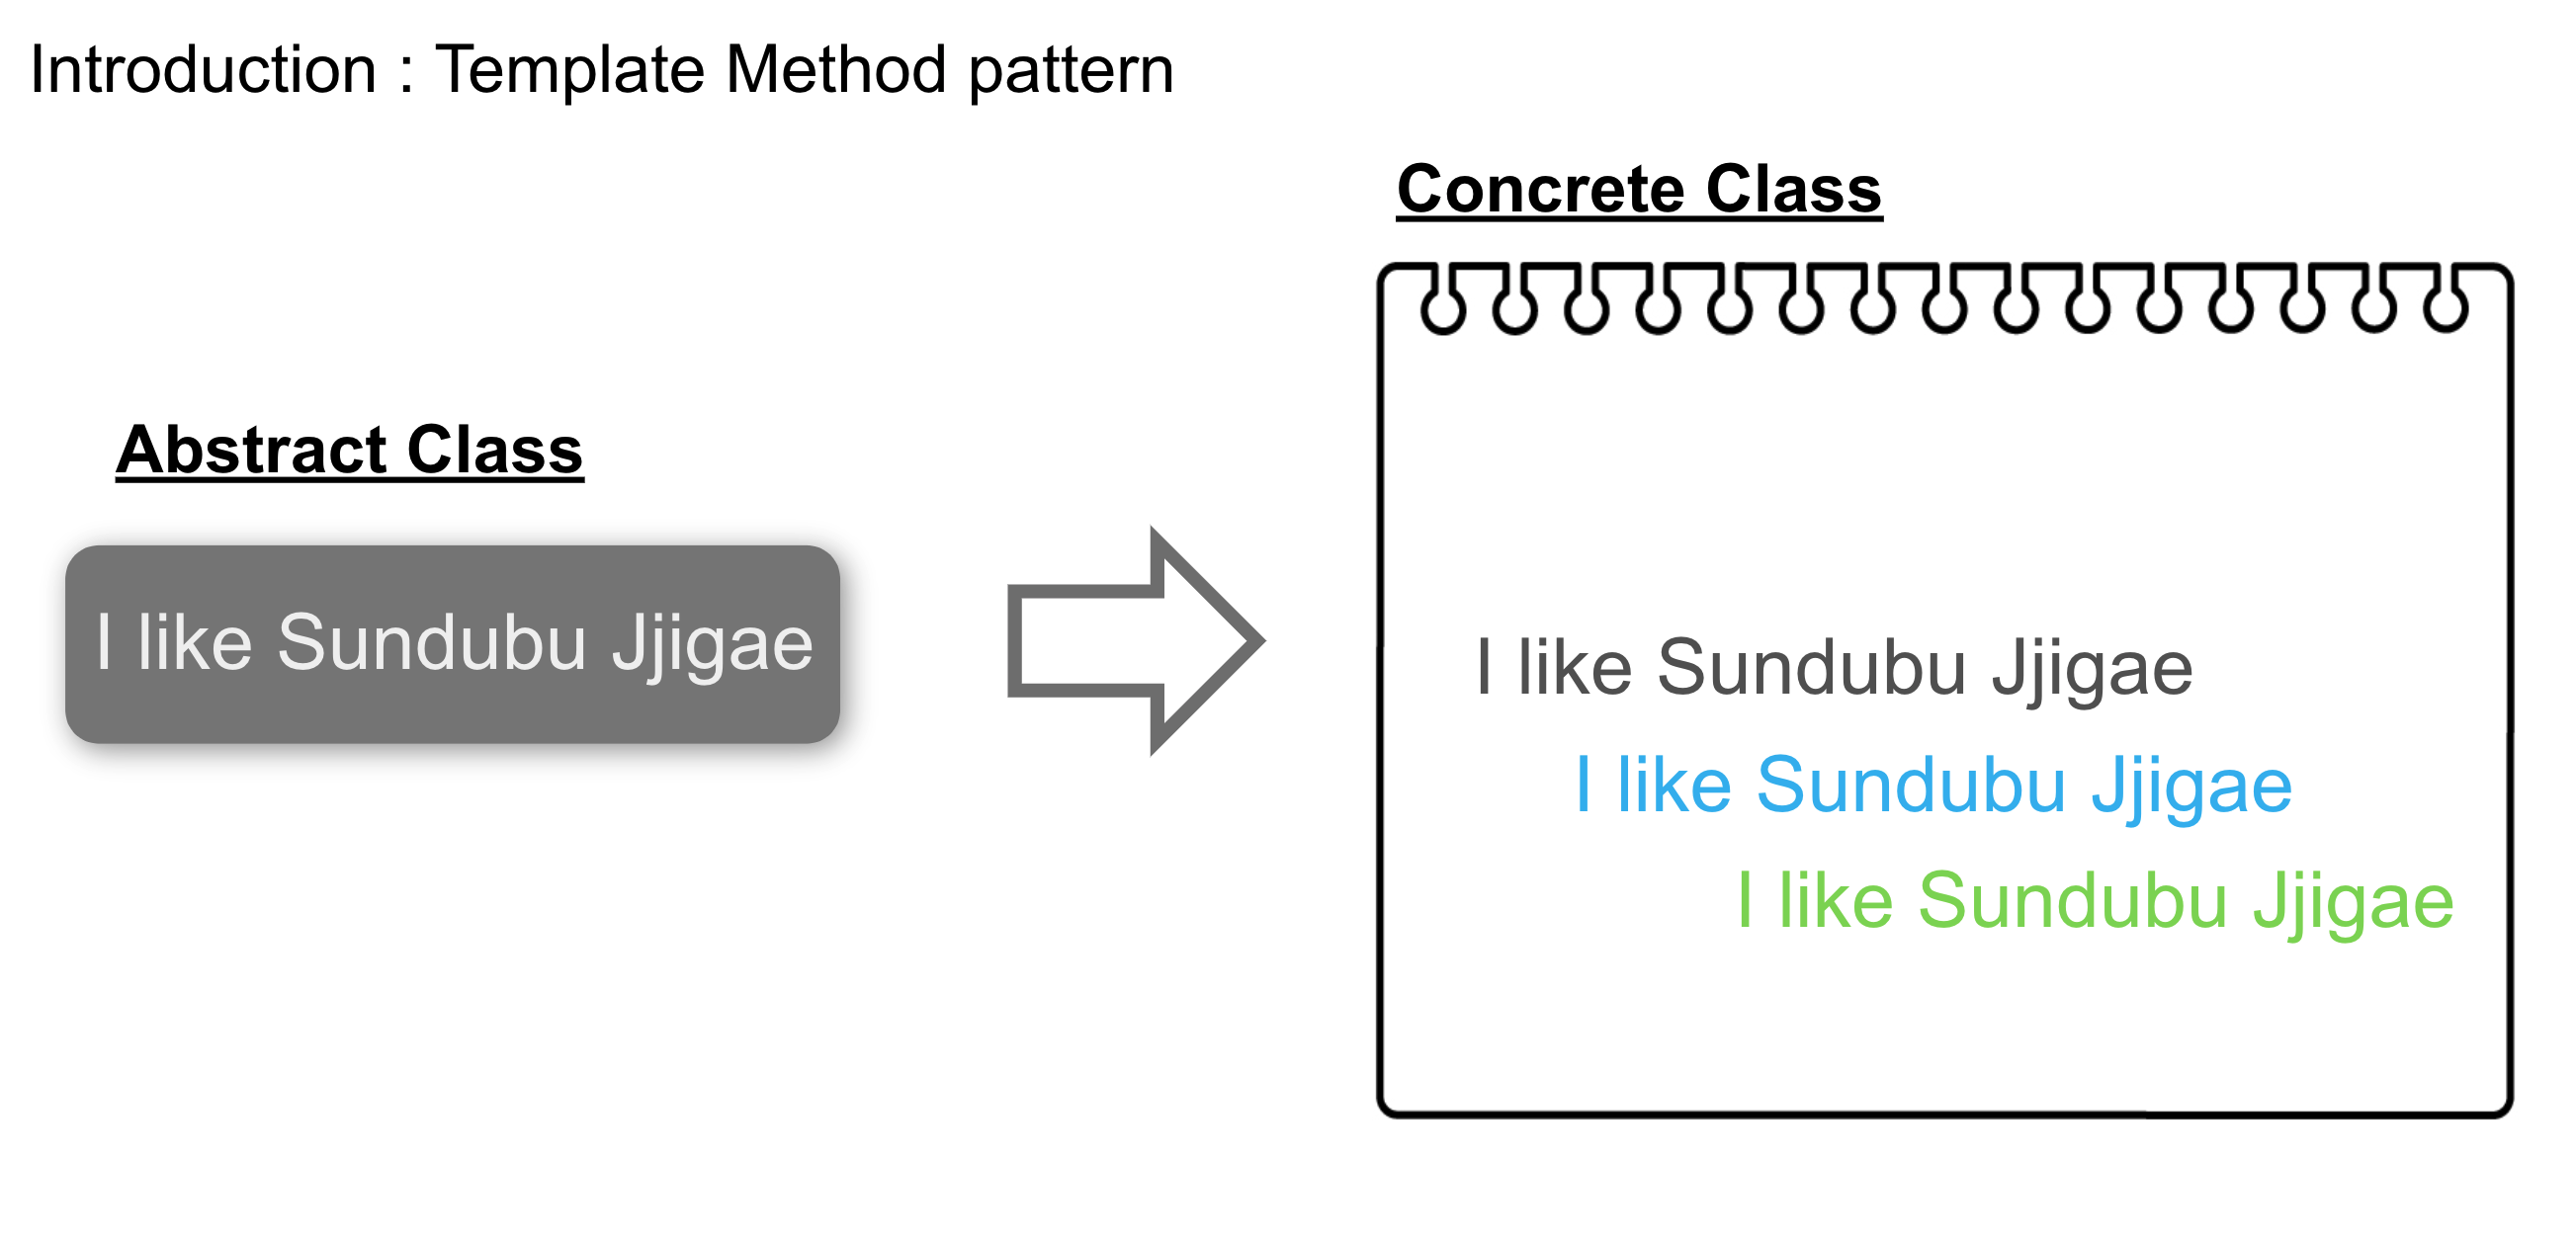 Introduction : Template Method pattern
Abstract Class
I like Sundubu Jjigae
Concrete Class
I like Sundubu Jjigae
I like Sundubu Jjigae
I like Sundubu Jjigae